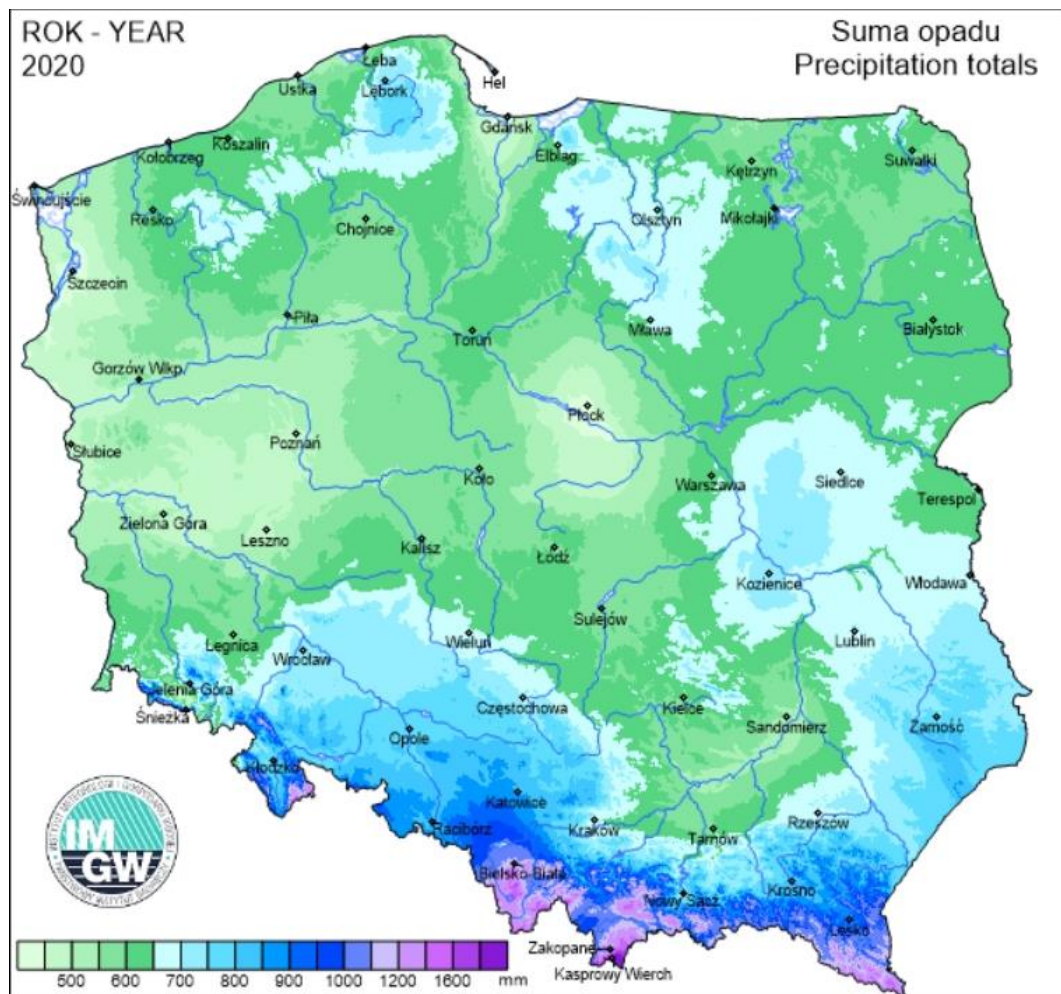 ROK - YEAR
2020
Suma opadu
Precipitation totals
Łeba
Hel
Ustka
Lębork
Gdańsk
Koszalin
Kołobrzeg
Elbląg
Kętrzyn
Suwałki
Świnoujście
Resko
Chojnice
Olsztyn
Mikołajki
Szczecin
Piła
Toruń
Mława
Białystok
Gorzów Wlkp.
Płock
Słubice
Poznań
Koło
Warszawa
Siedlce
Terespol
Zielona Góra
Leszno
Kalisz
Łódź
Kozienice
Włodawa
Sulejów
Legnica
Wrocław
Wieluń
Lublin
Jelenia Góra
Śnieżka
Częstochowa
Kielce
Sandomierz
Zamość
Opole
Kłodzko
Katowice
Racibórz
Kraków
Tarnów
Rzeszów
Bielsko-Biała
Nowy Sącz
Krosno
Lesko
Zakopane
Kasprowy Wierch
IM
GW
500 600 700 800 900 1000 1200 1600 mm